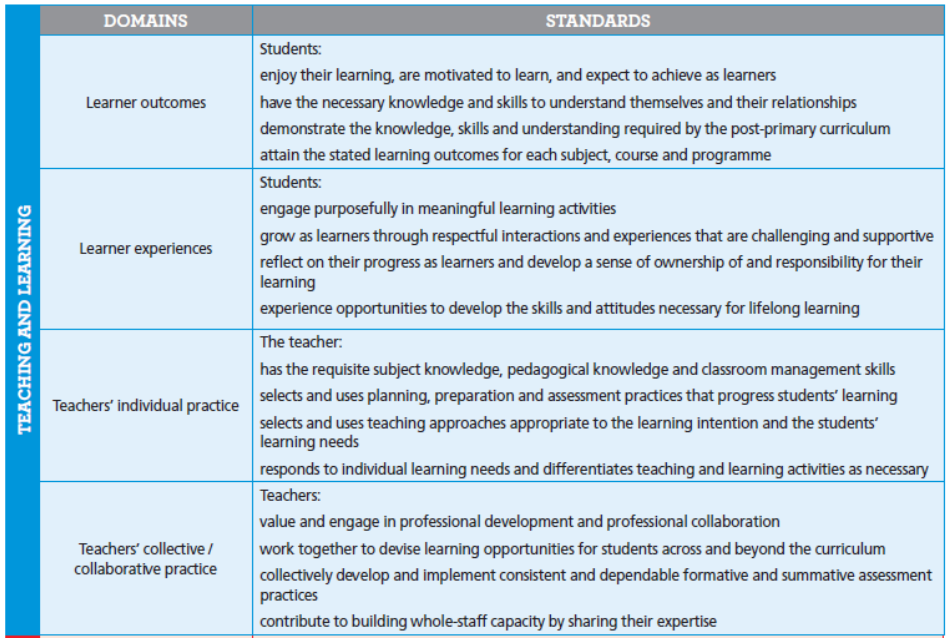 DOMAINS STANDARDS
TEACHING AND LEARNING
Learner outcomes
Students:
enjoy their learning, are motivated to learn, and expect to achieve as learners
have the necessary knowledge and skills to understand themselves and their relationships
demonstrate the knowledge, skills and understanding required by the post-primary curriculum
attain the stated learning outcomes for each subject, course and programme
Learner experiences
Students:
engage purposefully in meaningful learning activities
grow as learners through respectful interactions and experiences that are challenging and supportive
reflect on their progress as learners and develop a sense of ownership of and responsibility for their
learning
experience opportunities to develop the skills and attitudes necessary for lifelong learning
Teachers' individual practice
The teacher:
has the requisite subject knowledge, pedagogical knowledge and classroom management skills
selects and uses planning, preparation and assessment practices that progress students' learning
selects and uses teaching approaches appropriate to the learning intention and the students'
learning needs
responds to individual learning needs and differentiates teaching and learning activities as necessary
Teachers' collective /
collaborative practice
Teachers:
value and engage in professional development and professional collaboration
work together to devise learning opportunities for students across and beyond the curriculum
collectively develop and implement consistent and dependable formative and summative assessment
practices
contribute to building whole-staff capacity by sharing their expertise